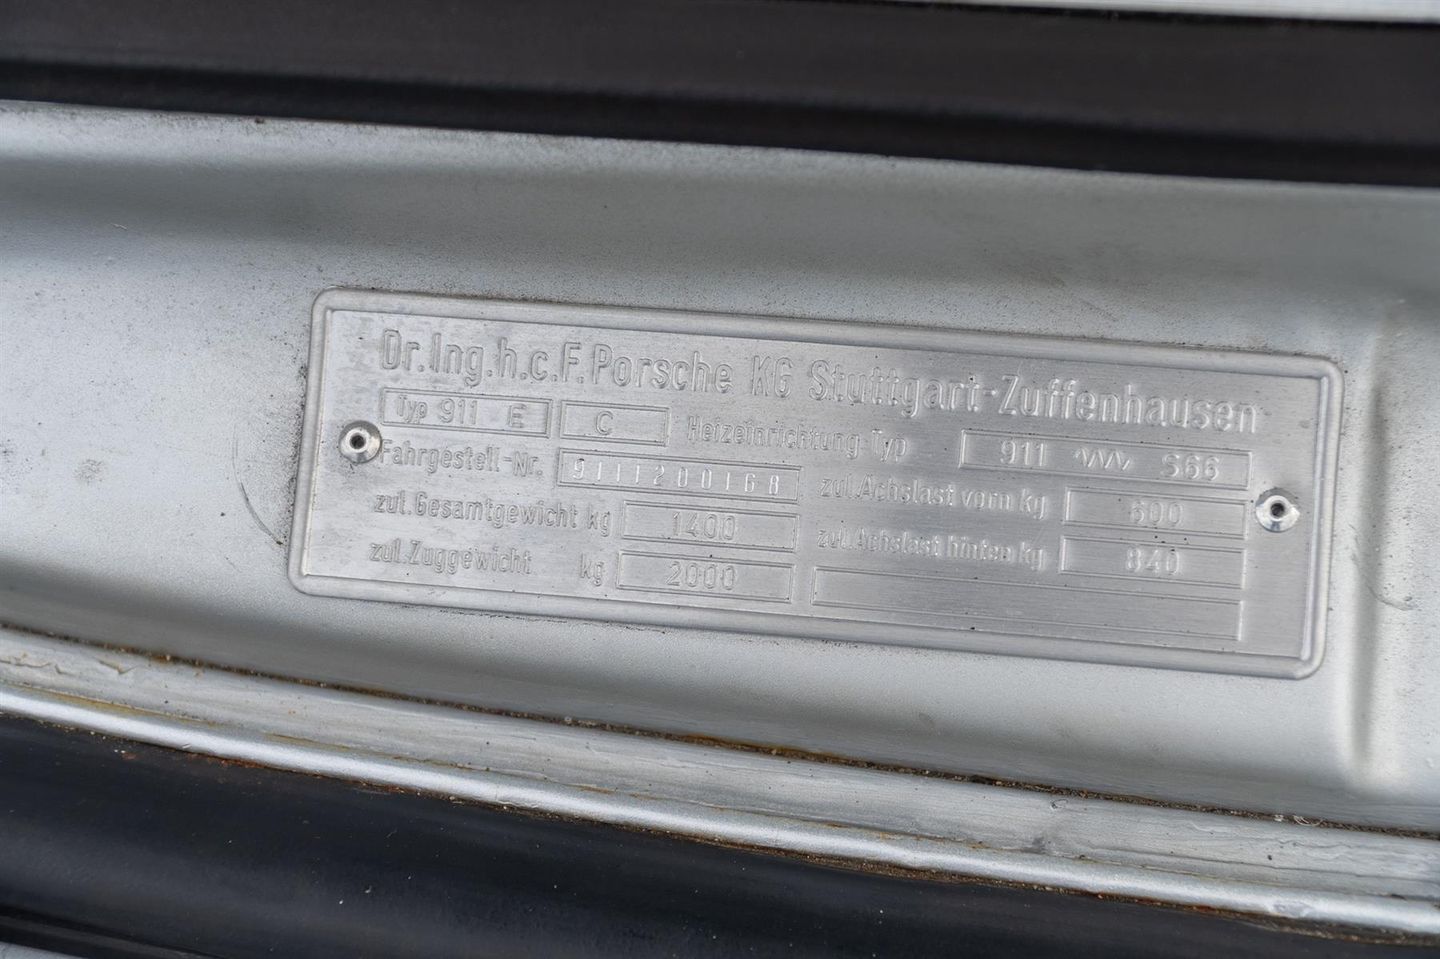 Dr. Ing. h.c. F. Porsche KG Stuttgart-Zuffenhausen
Typ 911 E C Heizeinrichtung-Typ 911 S66
Fahrgestell-Nr. 9111200168 zul. Achslast vorn kg 600
zul. Gesamtgewicht kg 1400 zul. Achslast hinten kg 840
zul. Zuggewicht kg 2000